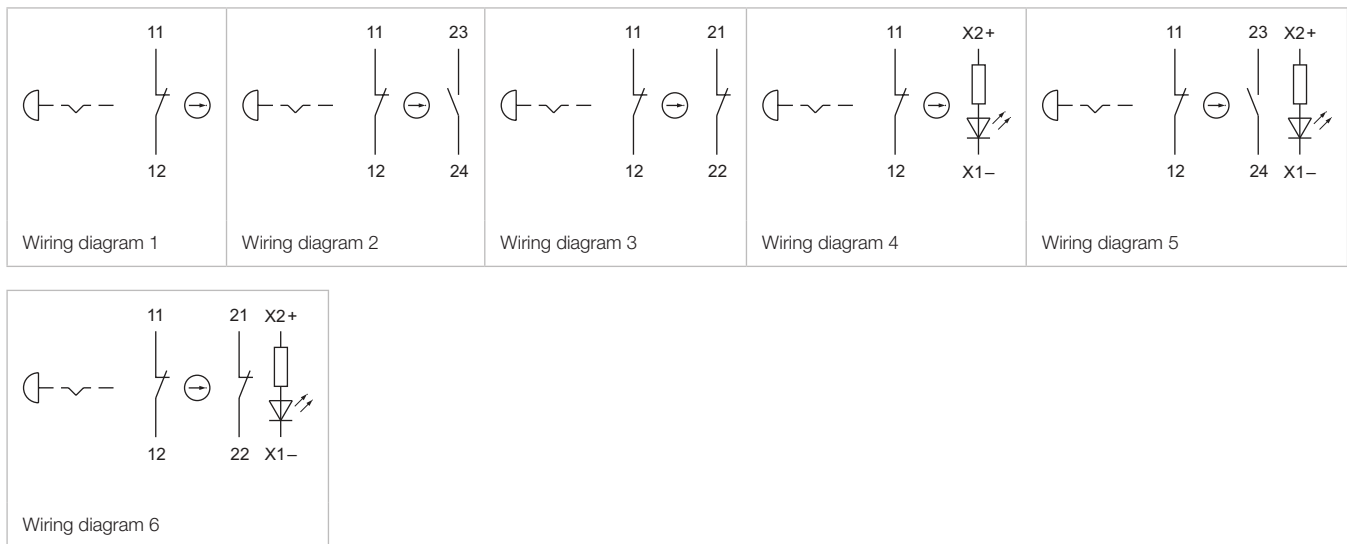 11
12
Wiring diagram 1
11 23
12 24
Wiring diagram 2
11 21
12 22
Wiring diagram 3
11 X2+
12 X1–
Wiring diagram 4
11 23 X2+
12 24 X1–
Wiring diagram 5
11 21 X2+
12 22 X1–
Wiring diagram 6